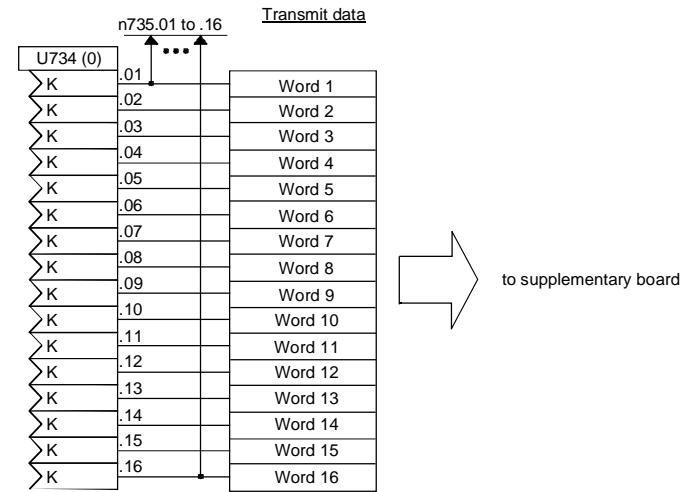 Transmit data
n735.01 to .16
U734 (0)
K .01 Word 1
K .02 Word 2
K .03 Word 3
K .04 Word 4
K .05 Word 5
K .06 Word 6
K .07 Word 7
K .08 Word 8
K .09 Word 9
K .10 Word 10
K .11 Word 11
K .12 Word 12
K .13 Word 13
K .14 Word 14
K .15 Word 15
K .16 Word 16
to supplementary board